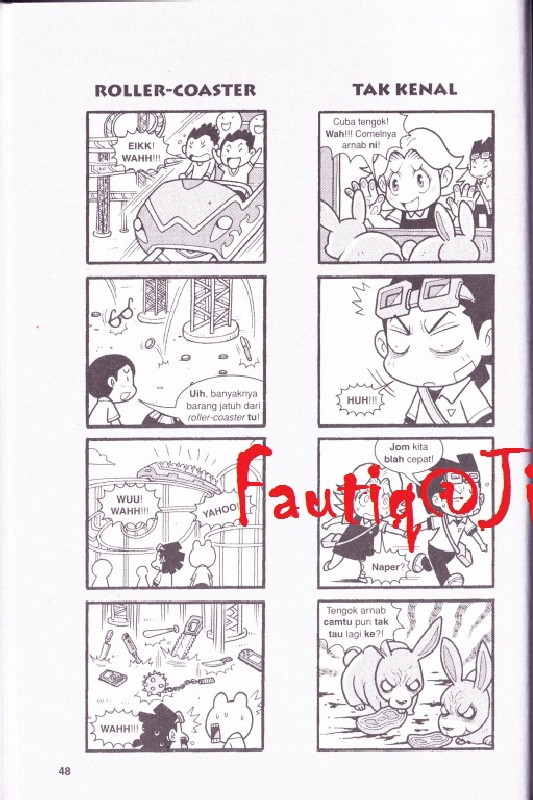 ROLLER-COASTER
EIKK!
WAHH!!!
Uih, banyaknya
barang jatuh dari
roller-coaster tu!
WUU!
WAHH!!!
YAHOO!
WAHH!!!
TAK KENAL
Cuba tengok!
Wah!!! Comelnya
arnab ni!
HUH!!!
Jom kita
blah cepat!
Naper?
Tengok arnab
camtu pun tak
tau lagi ke?!
Fautiq@Ji
48